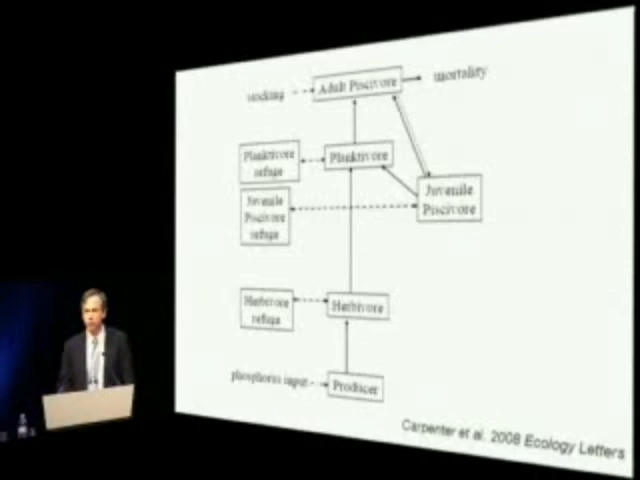 stocking
Adult Piscivore
mortality
Planktivore
refuge
Planktivore
Juvenile
Piscivore
refuge
Juvenile
Piscivore
Herbivore
refuge
Herbivore
phosphorus input
Producer
Carpenter et al. 2008 Ecology Letters